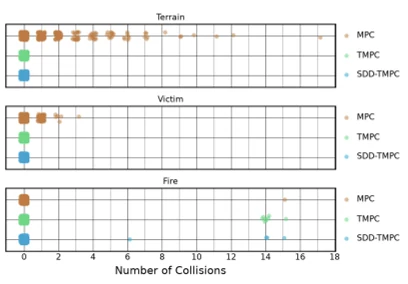 Terrain
MPC
TMPC
SDD-TMPC
Victim
MPC
TMPC
SDD-TMPC
Fire
MPC
TMPC
SDD-TMPC
0 2 4 6 8 10 12 14 16 18
Number of Collisions